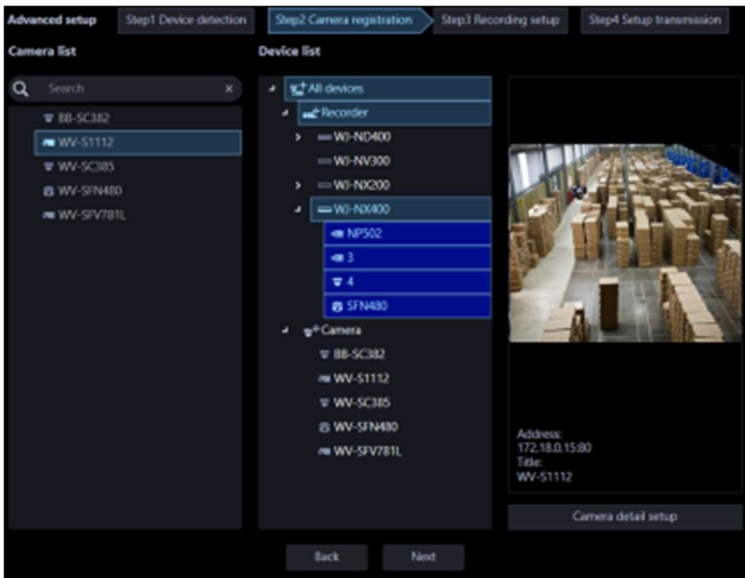 Advanced setup
Step1 Device detection
Step2 Camera registration
Step3 Recording setup
Step4 Setup transmission
Camera list
Search
x
BB-SC382
WV-S1112
WV-SC385
WV-SFN480
WV-SFV781L
Device list
All devices
Recorder
WJ-ND400
WJ-NV300
WJ-NX200
WJ-NX400
NP502
3
4
SFN480
Camera
BB-SC382
WV-S1112
WV-SC385
WV-SFN480
WV-SFV781L
Address:
172.18.0.15:80
Title:
WV-S1112
Camera detail setup
Back
Next